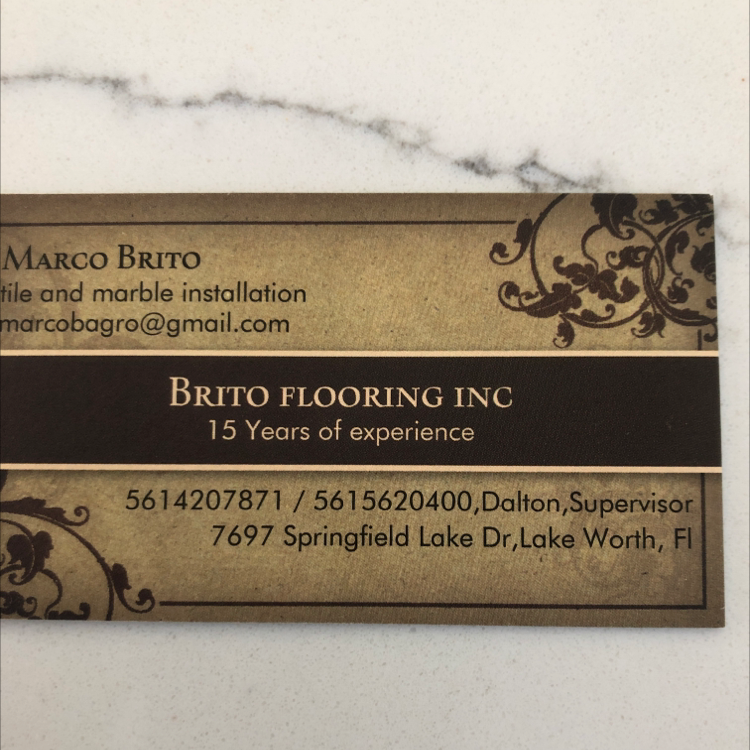 Marco Brito
tile and marble installation
marcobagro@gmail.com
Brito flooring inc
15 Years of experience
5614207871 / 5615620400,Dalton,Supervisor
7697 Springfield Lake Dr,Lake Worth, Fl